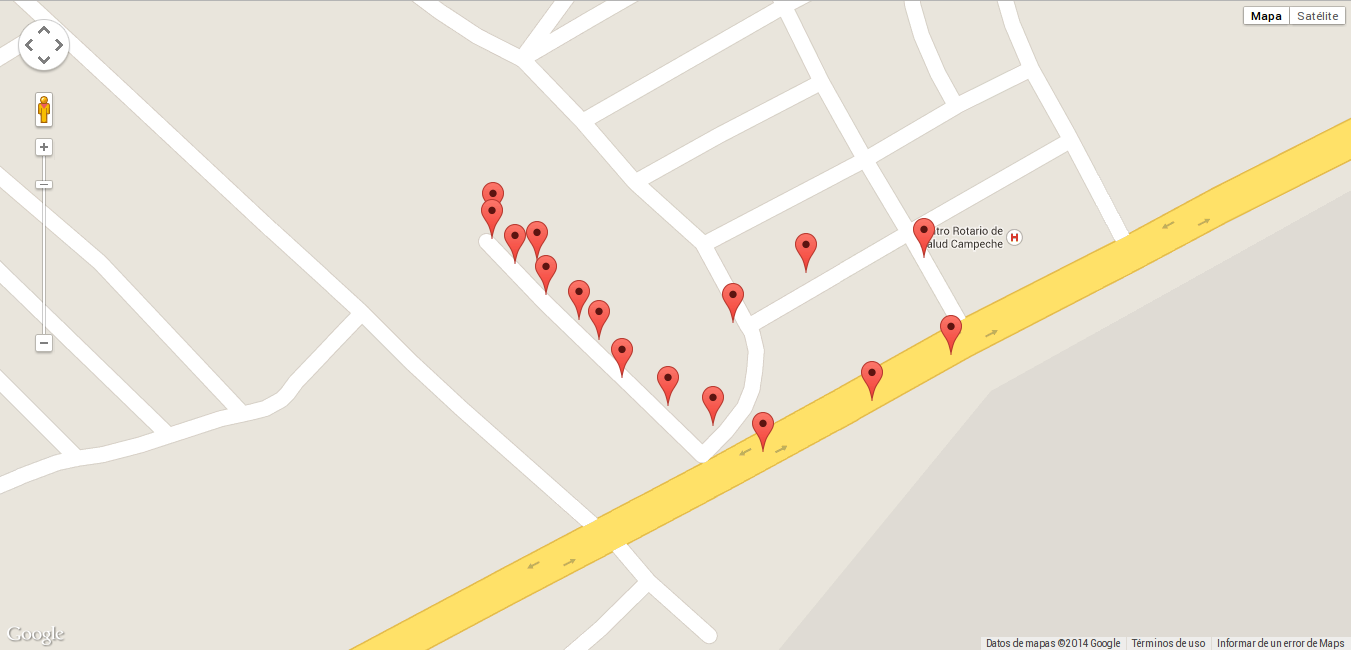 Mapa
Satélite
tro Rotario de
alud Campeche
H
Google
Datos de mapas ©2014 Google
Términos de uso
Informar de un error de Maps